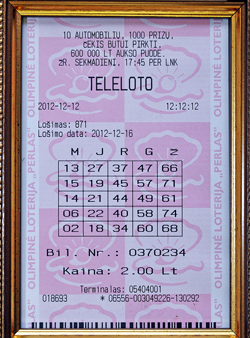 10 AUTOMOBILIŲ, 1000 PRIZŲ,
ČEKIS BUTUI PIRKTI.
600 000 LT AUKSO PUODE.
ŽR. SEKMADIENĮ. 17:45 PER LNK
TELELOTO
2012-12-12 12:12:12
Lošimas: 871
Lošimo data: 2012-12-16
M J R G Ž
13 27 37 47 66
15 19 45 57 71
14 21 44 49 61
06 22 40 58 74
02 18 34 60 68
Bil. Nr.: 0370234
Kaina: 2.00 Lt
Terminalas: 05404001
018693 * 06556-003049226-130292
OLIMPINĖ LOTERIJA „PERLAS"
OLIMPINĖ LOTERIJA „PERLAS"